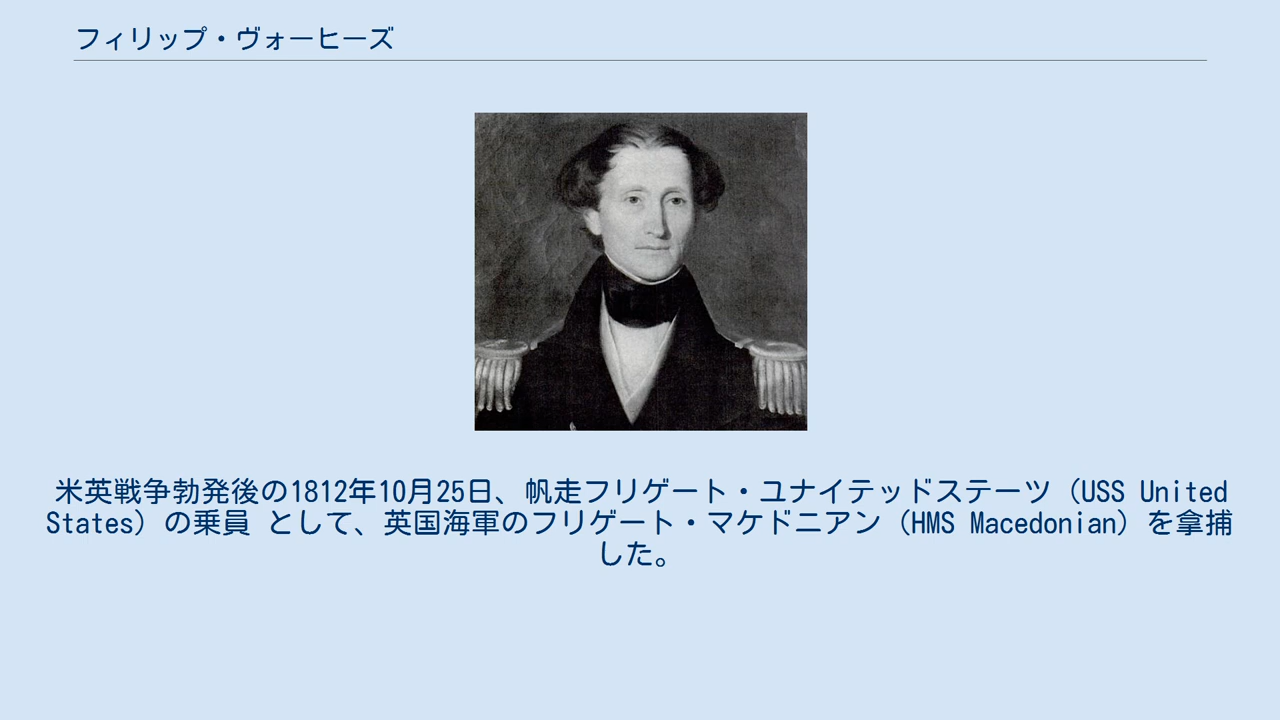 フィリップ・ヴォーヒーズ
米英戦争勃発後の1812年10月25日、帆走フリゲート・ユナイテッドステーツ（USS United
States）の乗員 として、英国海軍のフリゲート・マケドニアン（HMS Macedonian）を拿捕
した。